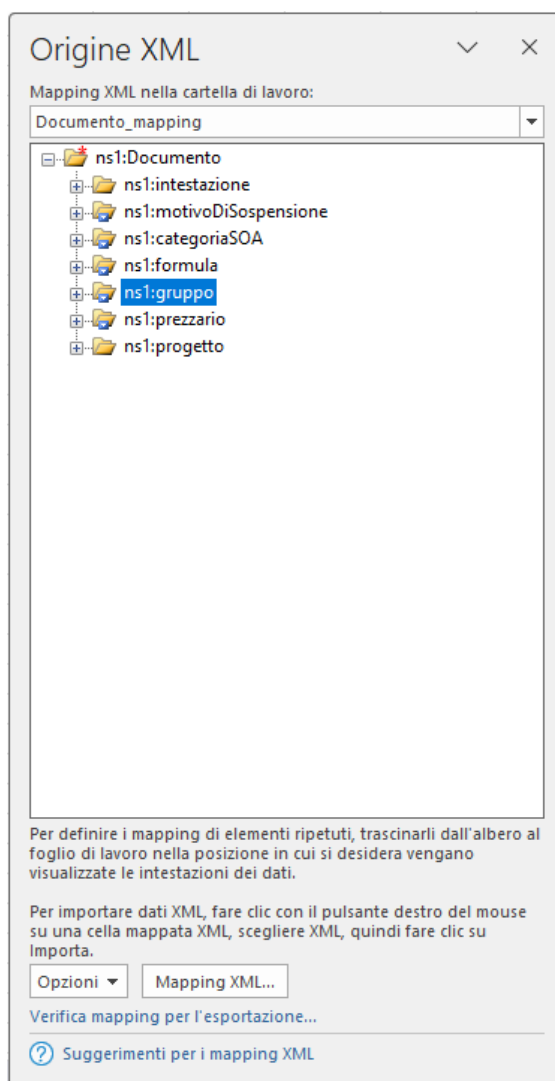 Origine XML
Mapping XML nella cartella di lavoro:
Documento_mapping
ns1:Documento
ns1:intestazione
ns1:motivoDiSospensione
ns1:categoriaSOA
ns1:formula
ns1:gruppo
ns1:prezzario
ns1:progetto
Per definire i mapping di elementi ripetuti, trascinarli dall'albero al
foglio di lavoro nella posizione in cui si desidera vengano
visualizzate le intestazioni dei dati.
Per importare dati XML, fare clic con il pulsante destro del mouse
su una cella mappata XML, scegliere XML, quindi fare clic su
Importa.
Opzioni
Mapping XML...
Verifica mapping per l'esportazione...
Suggerimenti per i mapping XML